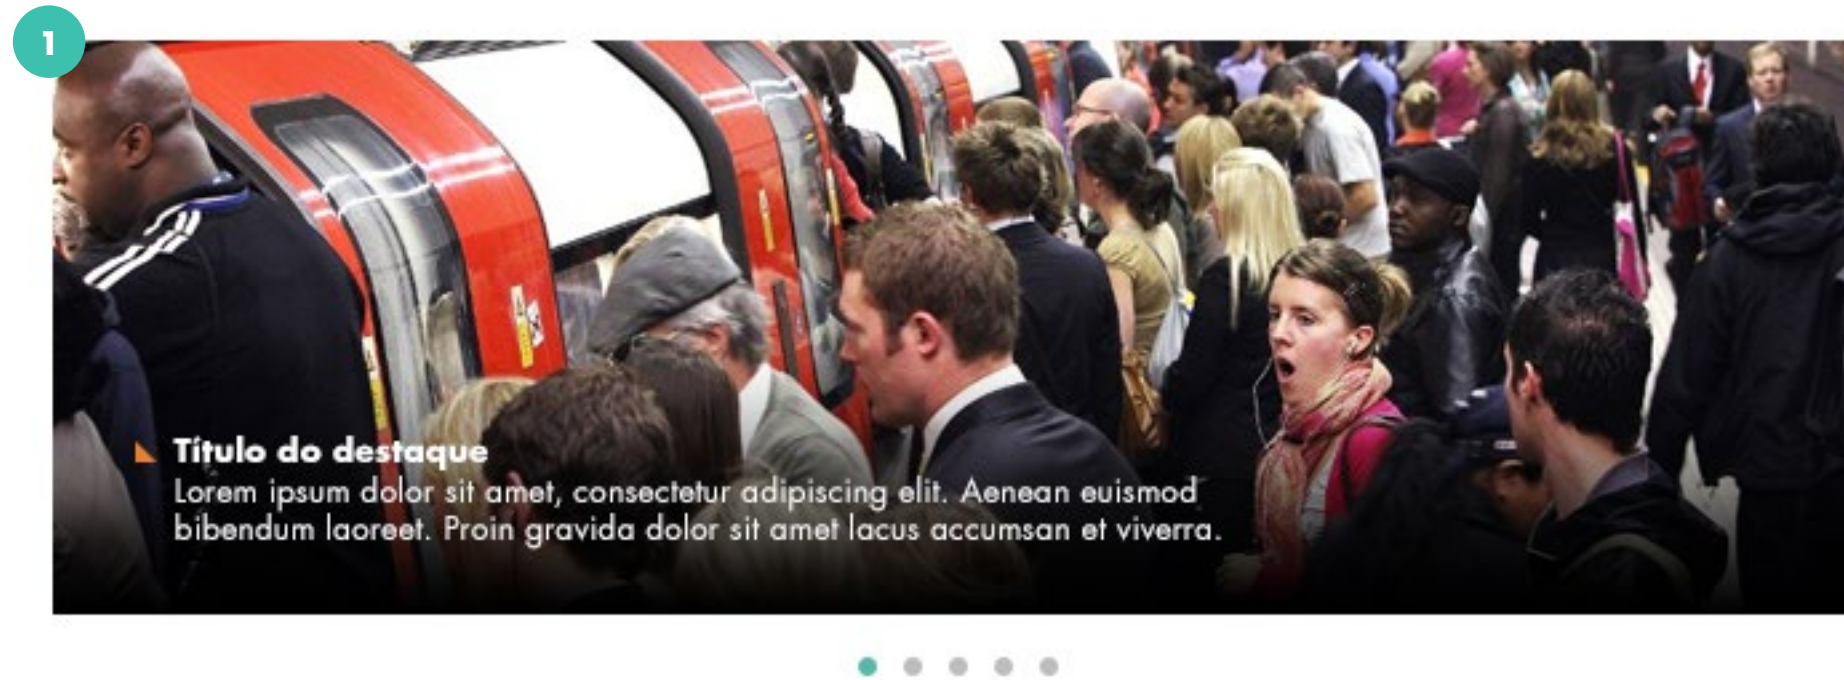 1
Título do destaque
Lorem ipsum dolor sit amet, consectetur adipiscing elit. Aenean euismod
bibendum laoreet. Proin gravida dolor sit amet lacus accumsan et viverra.